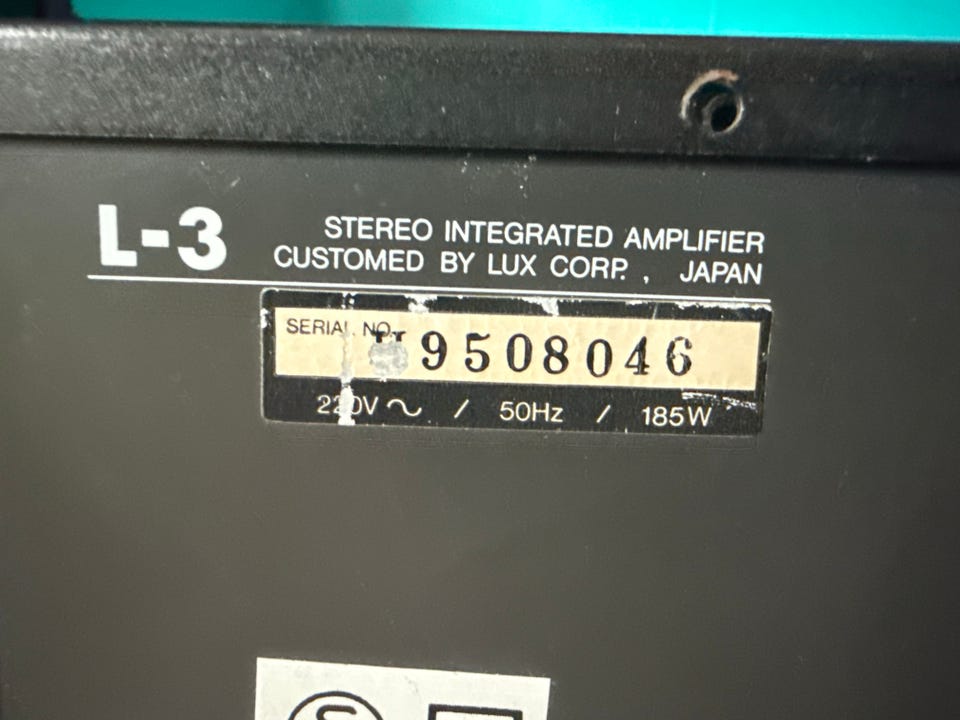 L-3
STEREO INTEGRATED AMPLIFIER
CUSTOMED BY LUX CORP., JAPAN
SERIAL NO.
9508046
220V ~ / 50Hz / 185W
S